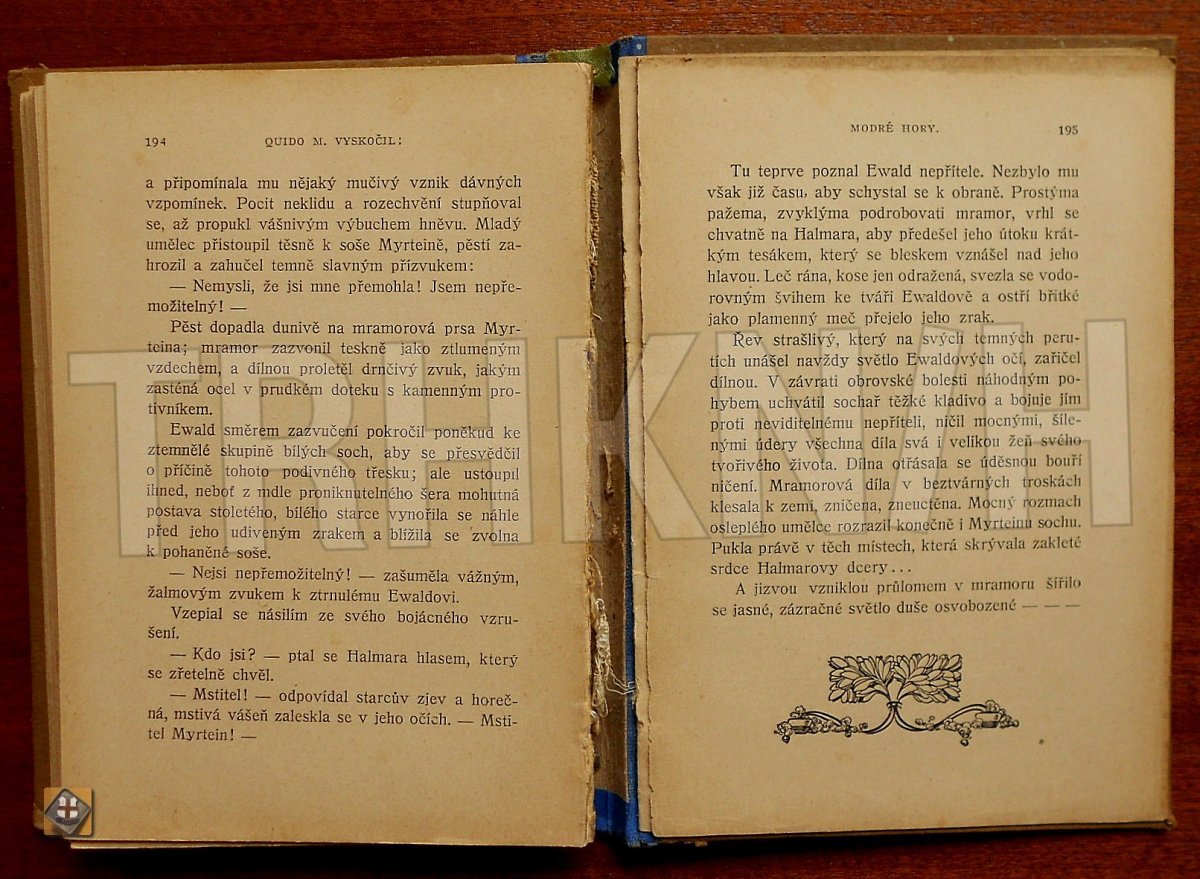 194
QUIDO M. VYSKOČIL:
a připomínala mu nějaký mučivý vznik dávných
vzpomínek. Pocit neklidu a rozechvění stupňoval
se, až propukl vášnivým výbuchem hněvu. Mladý
umělec přistoupil těsně k soše Myrteině, pěstí za-
hrozil a zahučel temně slavným přízvukem:
— Nemysli, že jsi mne přemohla! Jsem nepře-
možitelný! —
Pěst dopadla dunivě na mramorová prsa Myr-
teina; mramor zazvonil teskně jako ztlumeným
vzdechem, a dílnou proletěl drnčivý zvuk, jakým
zasténá ocel v prudkém doteku s kamenným pro-
tivníkem.
Ewald směrem zazvučení pokročil poněkud ke
ztemnělé skupině bílých soch, aby se přesvědčil
o příčině tohoto podivného třesku; ale ustoupil
ihned, neboť z mdle proniknutelného šera mohutná
postava stoletého, bílého starce vynořila se náhle
před jeho udiveným zrakem a blížila se zvolna
k pohaněné soše.
— Nejsi nepřemožitelný! — zašuměla vážným,
žalmovým zvukem k ztrnulému Ewaldovi.
Vzepial se násilím ze svého bojácného vzru-
šení.
— Kdo jsi? — ptal se Halmara hlasem, který
se zřetelně chvěl.
— Mstitel! — odpovídal starcův zjev a horeč-
ná, mstivá vášeň zaleskla se v jeho očích. — Msti-
tel Myrtein! —
MODRÉ HORY.
195
Tu teprve poznal Ewald nepřítele. Nezbylo mu
však již času, aby schystal se k obraně. Prostýma
pažema, zvyklýma podrobovati mramor, vrhl se
chvatně na Halmara, aby předešel jeho útoku krát-
kým tesákem, který se bleskem vznášel nad jeho
hlavou. Leč rána, kose jen odražená, svezla se vodo-
rovným švihem ke tváři Ewaldově a ostří břitké
jako plamenný meč přejelo jeho zrak.
Řev strašlivý, který na svých temných peru-
tích unášel navždy světlo Ewaldových očí, zařičel
dílnou. V závrati obrovské bolesti náhodným po-
hybem uchvátil sochař těžké kladivo a bojuje jím
proti neviditelnému nepříteli, ničil mocnými, šíle-
nými údery všechna díla svá i velikou žeň svého
tvořivého života. Dílna otřásala se úděsnou bouří
ničení. Mramorová díla v beztvárných troskách
klesala k zemi, zničena, zneuctěna. Mocný rozmach
oslepлého umělce rozrazil konečně i Myrteinu sochu.
Pukla právě v těch místech, která skrývala zakleté
srdce Halmarovy dcery...
A jizvou vzniklou průlomem v mramoru šířilo
se jasné, zázračné světlo duše osvobozené — — —
TRHKNIH